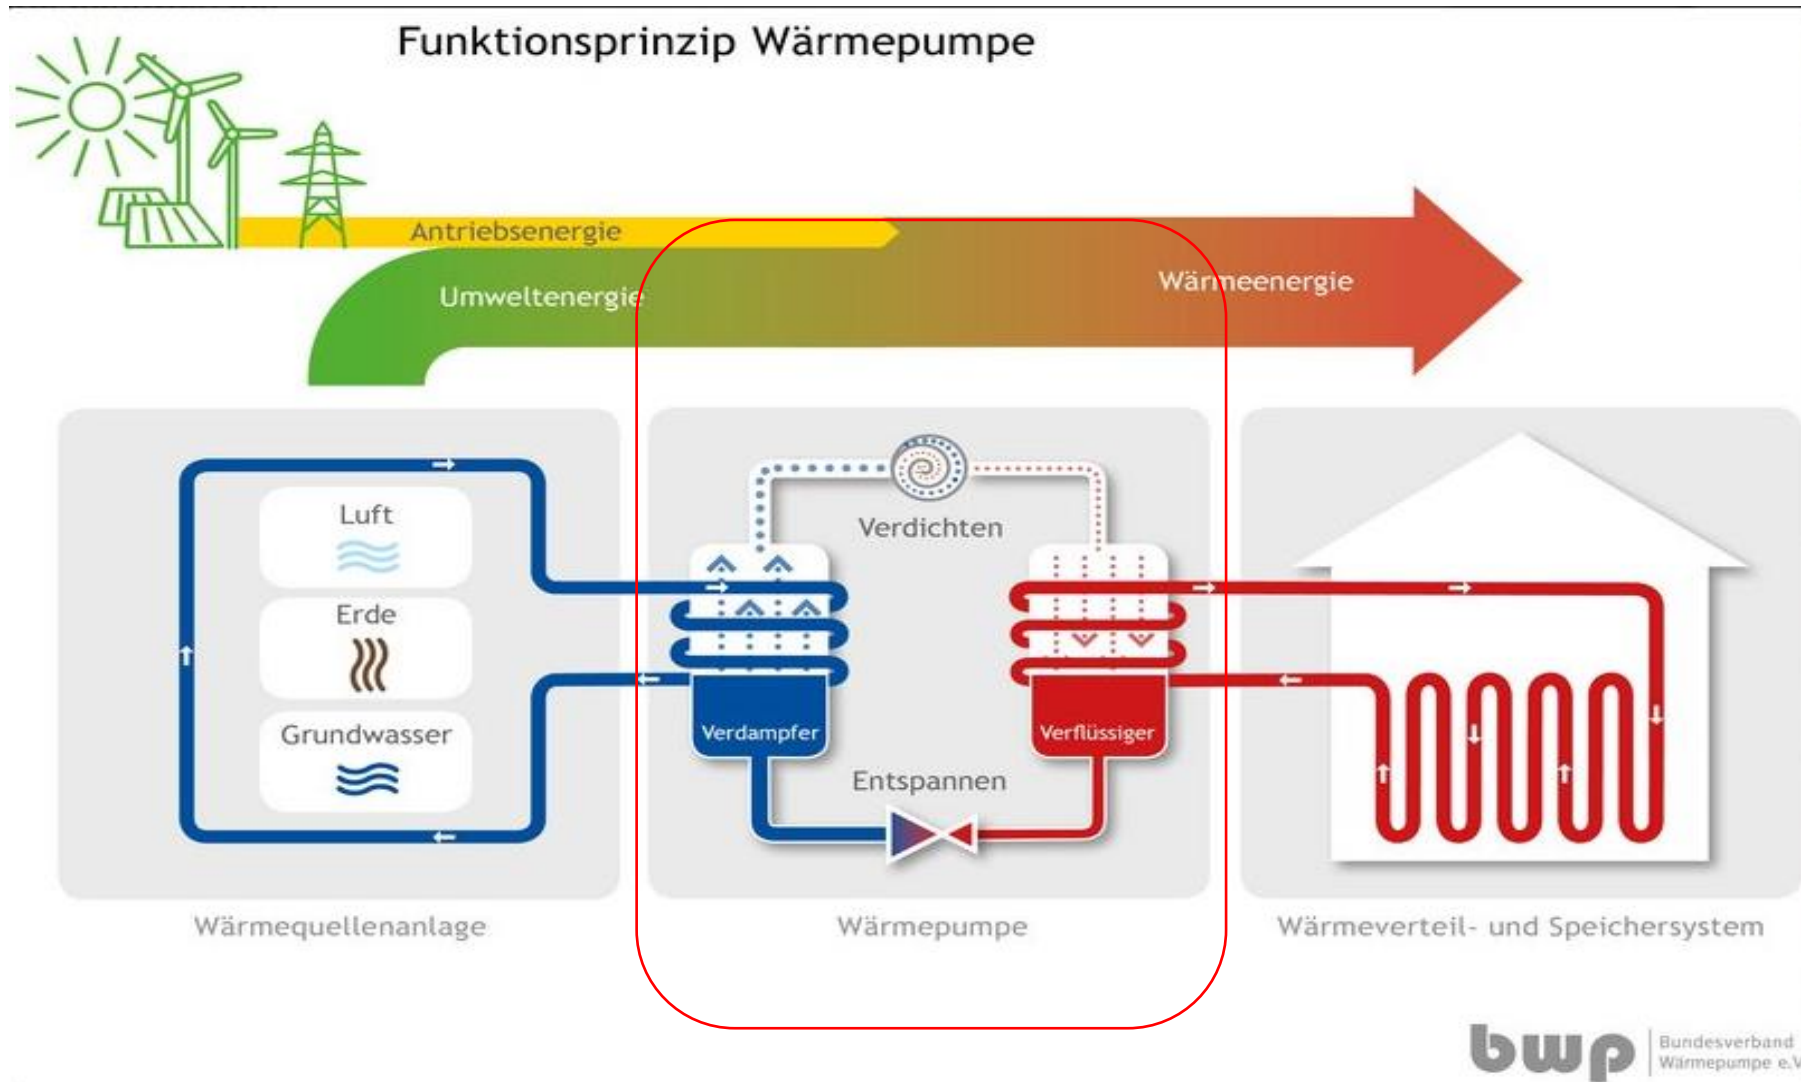 Funktionsprinzip Wärmepumpe
Antriebsenergie
Umweltenergie
Wärmeenergie
Luft
Erde
Grundwasser
Verdichten
Verdampfer
Verflüssiger
Entspannen
Wärmequellenanlage
Wärmepumpe
Wärmeverteil- und Speichersystem
bwp
Bundesverband
Wärmepumpe e.V